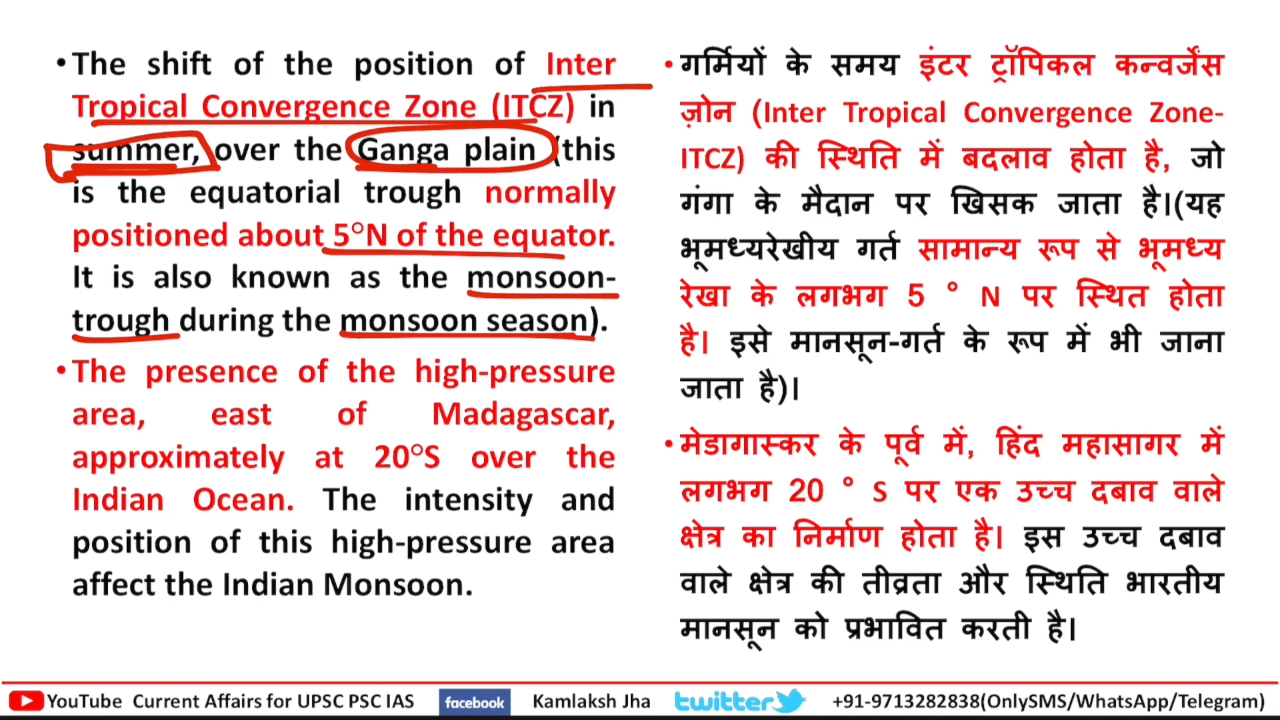 •The shift of the position of Inter
Tropical Convergence Zone (ITCZ) in
summer, over the Ganga plain (this
is the equatorial trough normally
positioned about 5°N of the equator.
It is also known as the monsoon-
trough during the monsoon season).
•The presence of the high-pressure
area, east of Madagascar,
approximately at 20°S over the
Indian Ocean. The intensity and
position of this high-pressure area
affect the Indian Monsoon.
•गर्मियों के समय इंटर ट्रॉपिकल कन्वर्जेंस
ज़ोन (Inter Tropical Convergence Zone-
ITCZ) की स्थिति में बदलाव होता है, जो
गंगा के मैदान पर खिसक जाता है।(यह
भूमध्यरेखीय गर्त सामान्य रूप से भूमध्य
रेखा के लगभग 5 ° N पर स्थित होता
है। इसे मानसून-गर्त के रूप में भी जाना
जाता है)।
•मेडागास्कर के पूर्व में, हिंद महासागर में
लगभग 20 ° S पर एक उच्च दबाव वाले
क्षेत्र का निर्माण होता है। इस उच्च दबाव
वाले क्षेत्र की तीव्रता और स्थिति भारतीय
मानसून को प्रभावित करती है।
YouTube Current Affairs for UPSC PSC IAS facebook Kamlaksh Jha twitter +91-9713282838(OnlySMS/WhatsApp/Telegram)